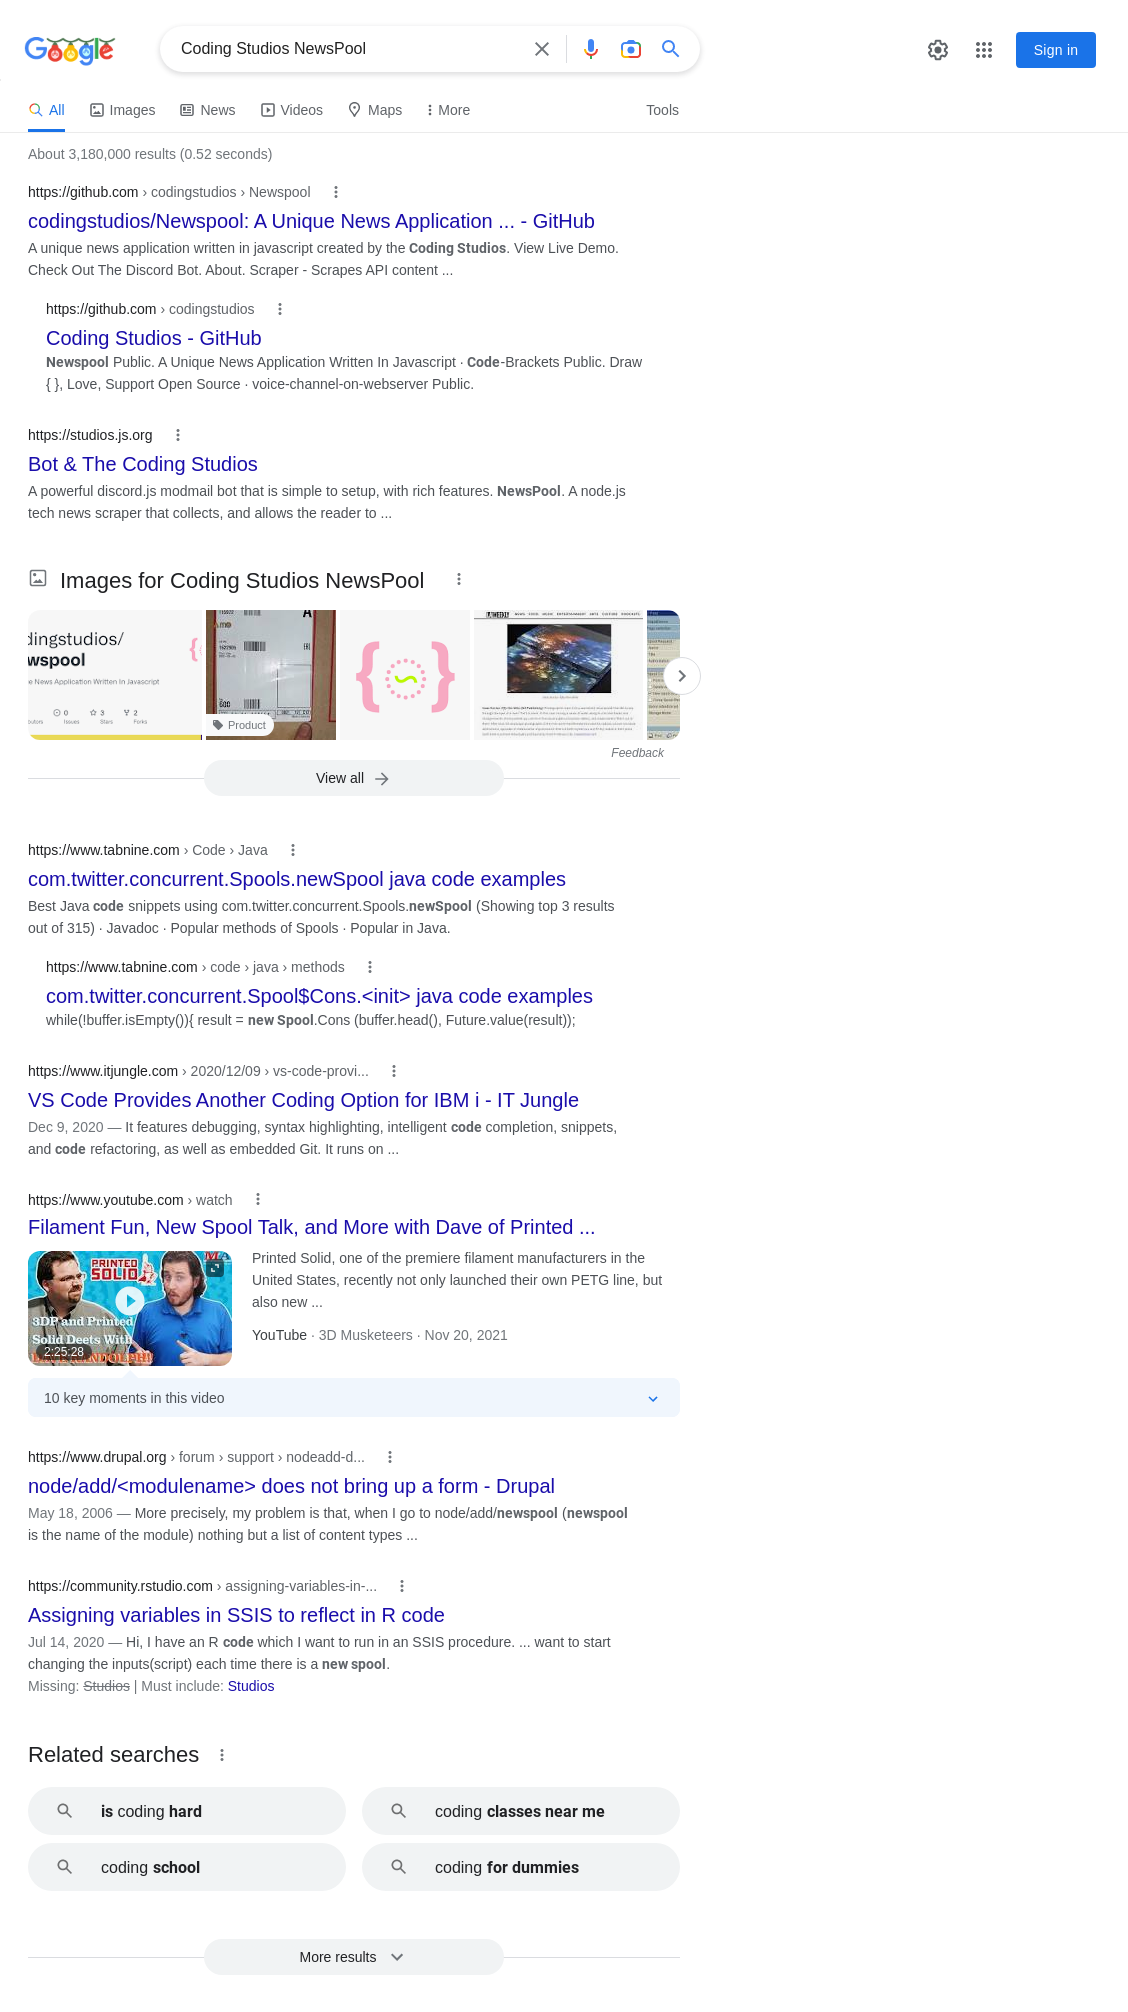 Google
Coding Studios NewsPool
Sign in
All
Images
News
Videos
Maps
More
Tools
About 3,180,000 results (0.52 seconds)
https://github.com › codingstudios › Newspool
codingstudios/Newspool: A Unique News Application ... - GitHub
A unique news application written in javascript created by the Coding Studios. View Live Demo.
Check Out The Discord Bot. About. Scraper - Scrapes API content ...
https://github.com › codingstudios
Coding Studios - GitHub
Newspool Public. A Unique News Application Written In Javascript · Code-Brackets Public. Draw
{ }, Love, Support Open Source · voice-channel-on-webserver Public.
https://studios.js.org
Bot & The Coding Studios
A powerful discord.js modmail bot that is simple to setup, with rich features. NewsPool. A node.js
tech news scraper that collects, and allows the reader to ...
Images for Coding Studios NewsPool
dingstudios/
wspool
e News Application Written In Javascript
0
3
2
Issues
Stars
Forks
Product
Feedback
View all
https://www.tabnine.com › Code › Java
com.twitter.concurrent.Spools.newSpool java code examples
Best Java code snippets using com.twitter.concurrent.Spools.newSpool (Showing top 3 results
out of 315) · Javadoc · Popular methods of Spools · Popular in Java.
https://www.tabnine.com › code › java › methods
com.twitter.concurrent.Spool$Cons.<init> java code examples
while(!buffer.isEmpty()){ result = new Spool.Cons (buffer.head(), Future.value(result));
https://www.itjungle.com › 2020/12/09 › vs-code-provi...
VS Code Provides Another Coding Option for IBM i - IT Jungle
Dec 9, 2020 — It features debugging, syntax highlighting, intelligent code completion, snippets,
and code refactoring, as well as embedded Git. It runs on ...
https://www.youtube.com › watch
Filament Fun, New Spool Talk, and More with Dave of Printed ...
PRINTED
SOLID
3DP and Printed
Solid Deets With
2:25:28
Printed Solid, one of the premiere filament manufacturers in the
United States, recently not only launched their own PETG line, but
also new ...
YouTube · 3D Musketeers · Nov 20, 2021
10 key moments in this video
https://www.drupal.org › forum › support › nodeadd-d...
node/add/<modulename> does not bring up a form - Drupal
May 18, 2006 — More precisely, my problem is that, when I go to node/add/newspool (newspool
is the name of the module) nothing but a list of content types ...
https://community.rstudio.com › assigning-variables-in-...
Assigning variables in SSIS to reflect in R code
Jul 14, 2020 — Hi, I have an R code which I want to run in an SSIS procedure. ... want to start
changing the inputs(script) each time there is a new spool.
Missing: Studios | Must include: Studios
Related searches
is coding hard
coding classes near me
coding school
coding for dummies
More results